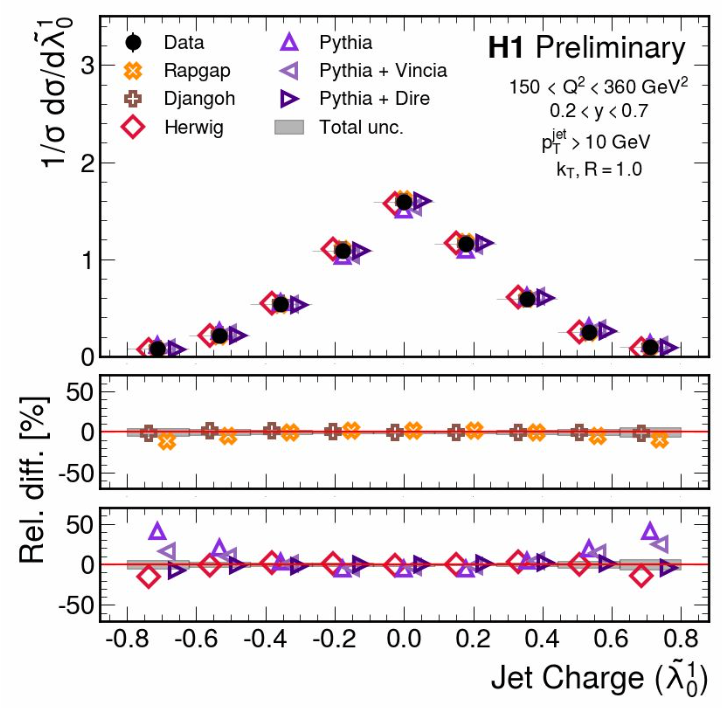 1/σ dσ/dλ̃₀¹
3
2
1
0
Data
Rapgap
Djangoh
Herwig
Pythia
Pythia + Vincia
Pythia + Dire
Total unc.
H1 Preliminary
150 < Q² < 360 GeV²
0.2 < y < 0.7
p_T^jet > 10 GeV
k_T, R = 1.0
Rel. diff. [%]
50
0
-50
50
0
-50
-0.8 -0.6 -0.4 -0.2 0.0 0.2 0.4 0.6 0.8
Jet Charge (λ̃₀¹)